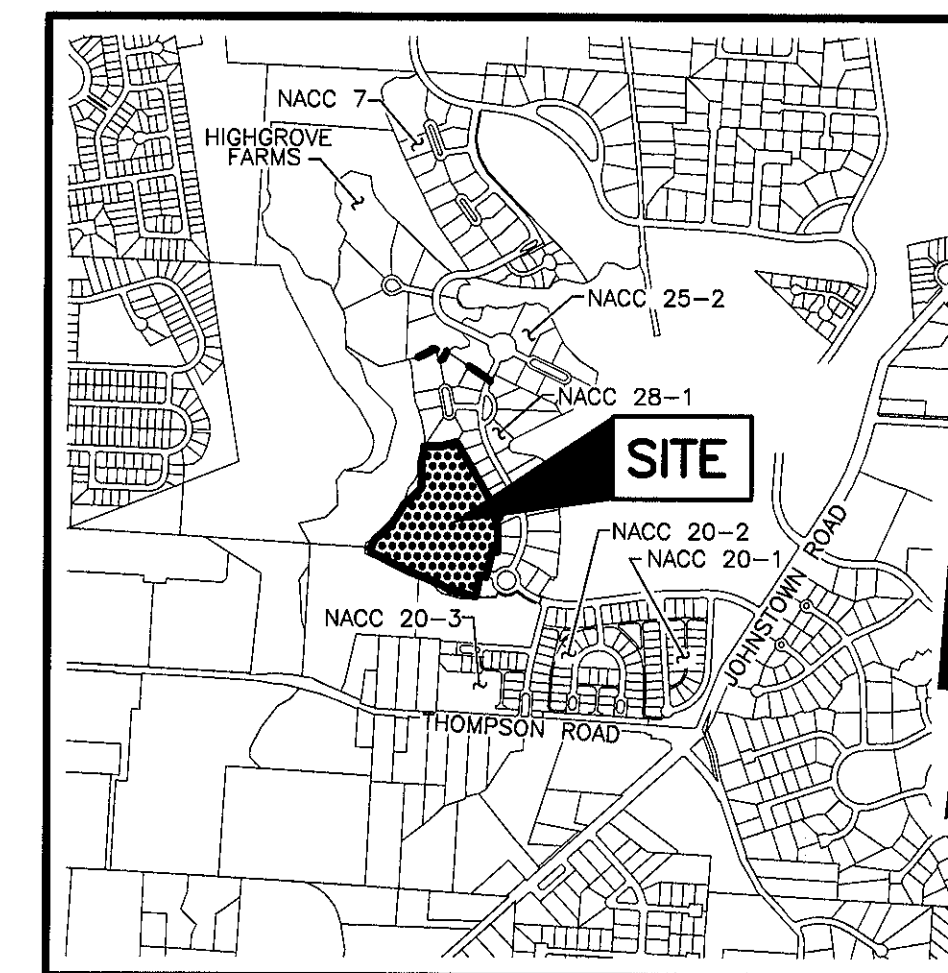 NACC 7
HIGHGROVE
FARMS
NACC 25-2
NACC 28-1
SITE
NACC 20-2
NACC 20-1
JOHNSTOWN ROAD
NACC 20-3
THOMPSON ROAD